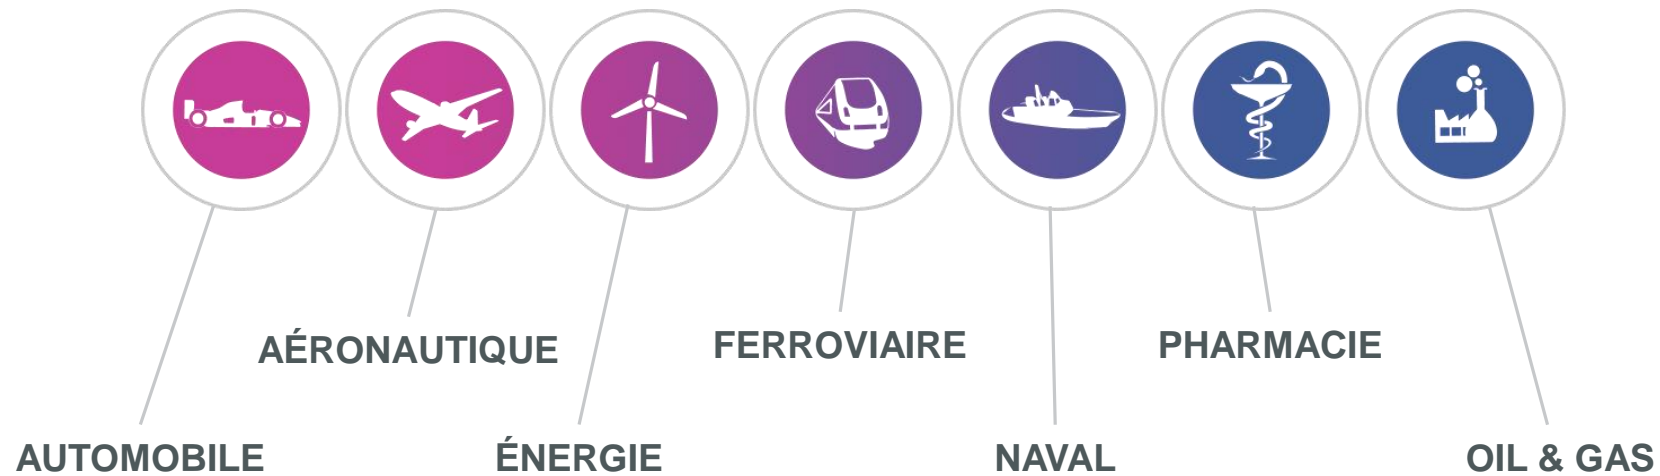 AÉRONAUTIQUE
FERROVIAIRE
PHARMACIE
AUTOMOBILE
ÉNERGIE
NAVAL
OIL & GAS